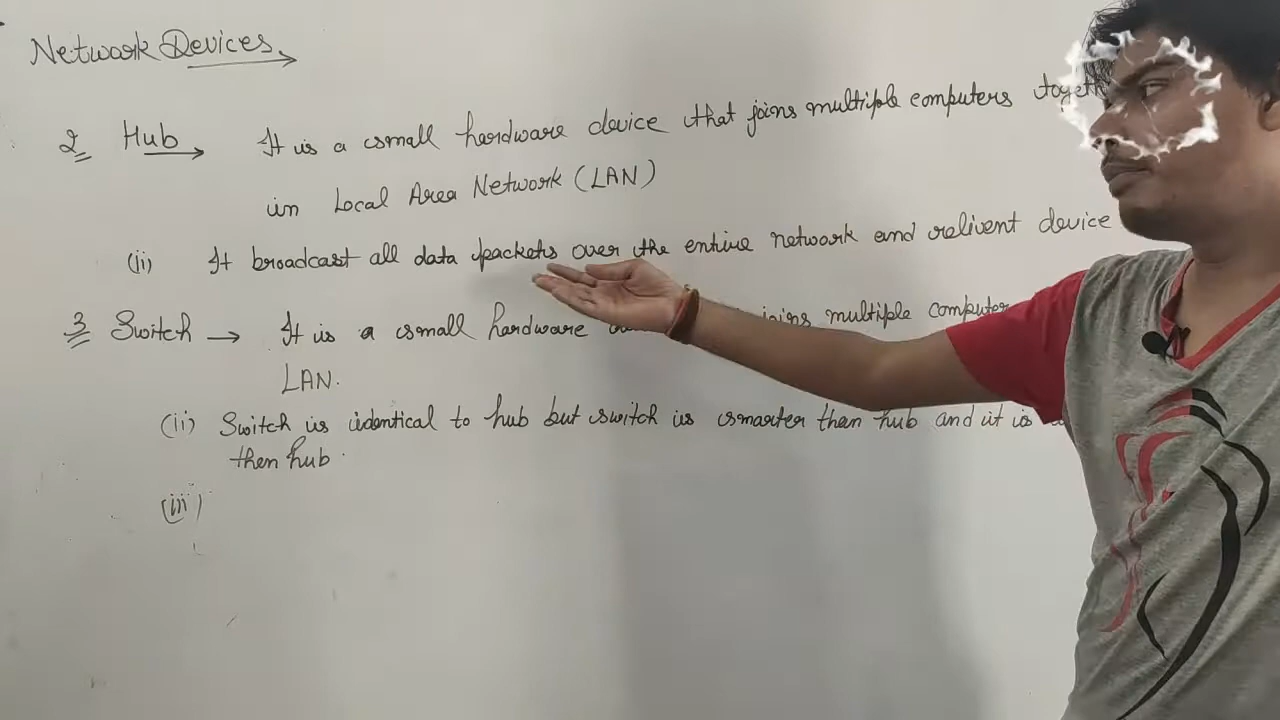 Network Devices
2 Hub → It is a small hardware device that joins multiple computers
in Local Area Network (LAN)
(ii) It broadcast all data packets over the entire network and relivent device
3 Switch → It is a small hardware joins multiple computer
LAN.
(ii) Switch is identical to hub but switch is smarter then hub and it is
then hub.
(iii)